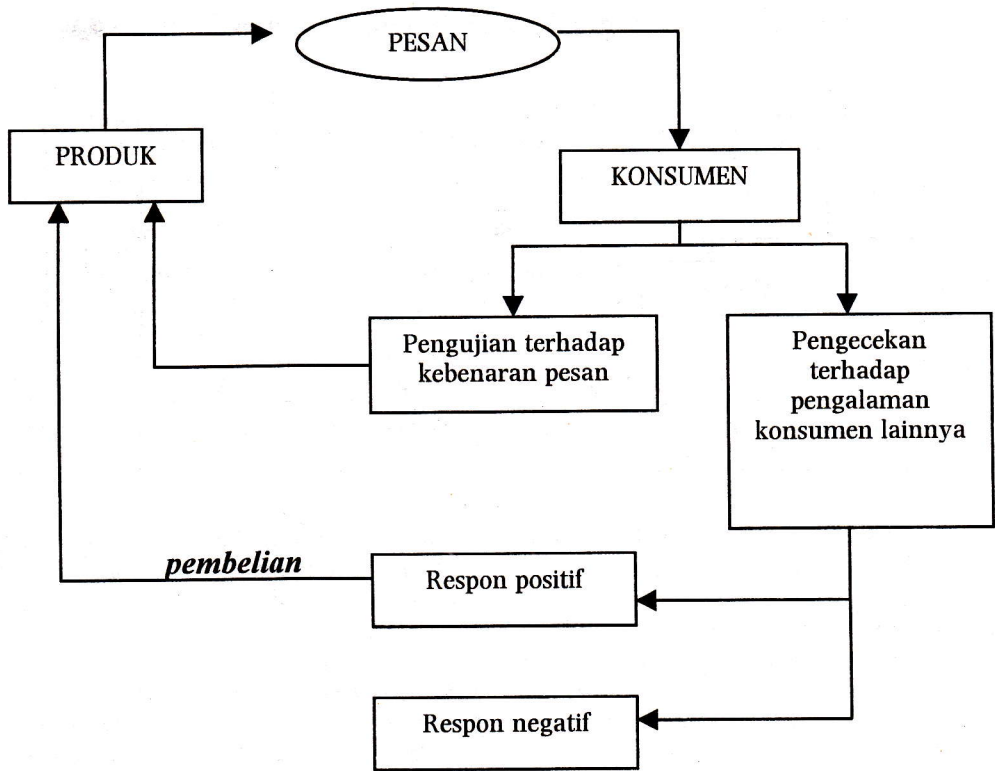 PESAN
PRODUK
KONSUMEN
Pengujian terhadap
kebenaran pesan
Pengecekan
terhadap
pengalaman
konsumen lainnya
pembelian
Respon positif
Respon negatif